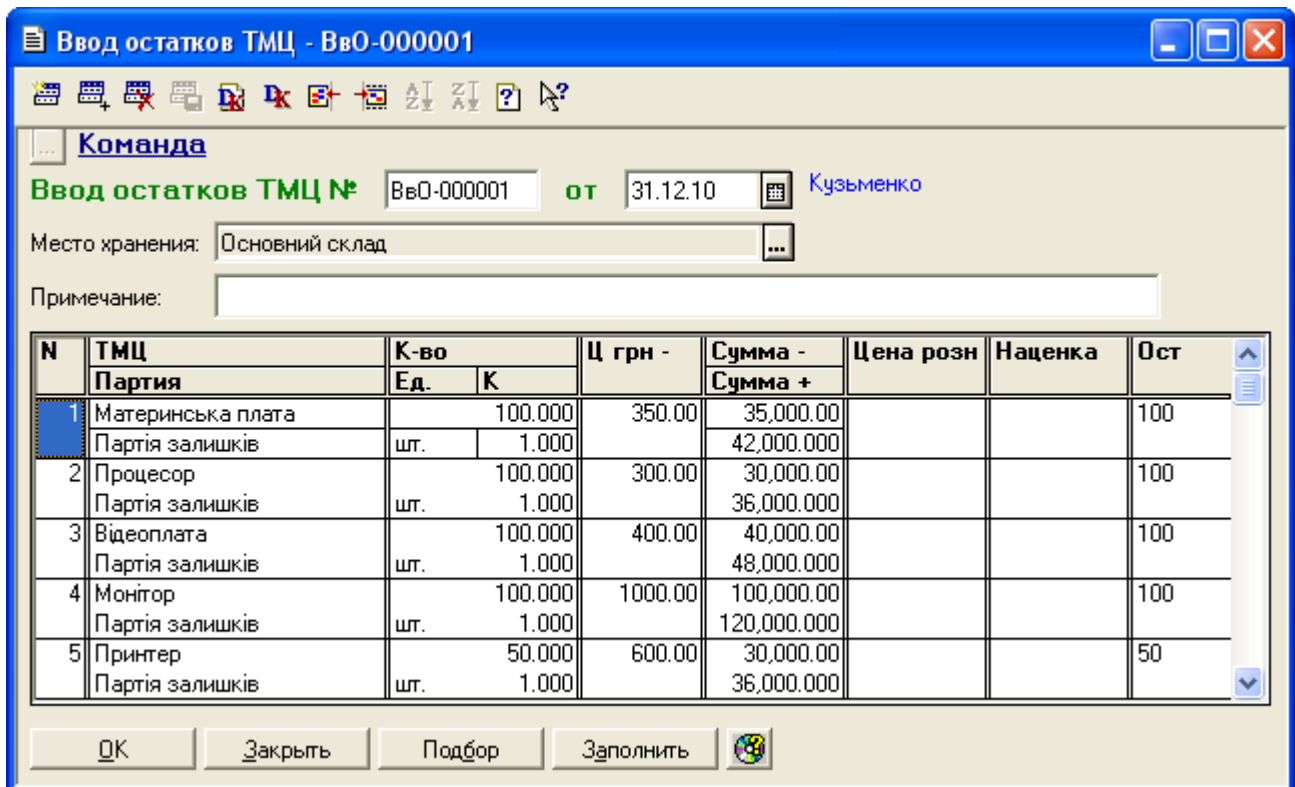 Ввод остатков ТМЦ - ВвО-000001
... Команда
Ввод остатков ТМЦ № ВвО-000001 от 31.12.10 Кузьменко
Место хранения: Основний склад ...
Примечание:
N ТМЦ К-во Ц грн - Сумма - Цена розн Наценка Ост
Партия Ед. К Сумма +
1 Материнська плата 100.000 350.00 35,000.00 100
Партія залишків шт. 1.000 42,000.000
2 Процесор 100.000 300.00 30,000.00 100
Партія залишків шт. 1.000 36,000.000
3 Відеоплата 100.000 400.00 40,000.00 100
Партія залишків шт. 1.000 48,000.000
4 Монітор 100.000 1000.00 100,000.00 100
Партія залишків шт. 1.000 120,000.000
5 Принтер 50.000 600.00 30,000.00 50
Партія залишків шт. 1.000 36,000.000
OK Закрыть Подбор Заполнить